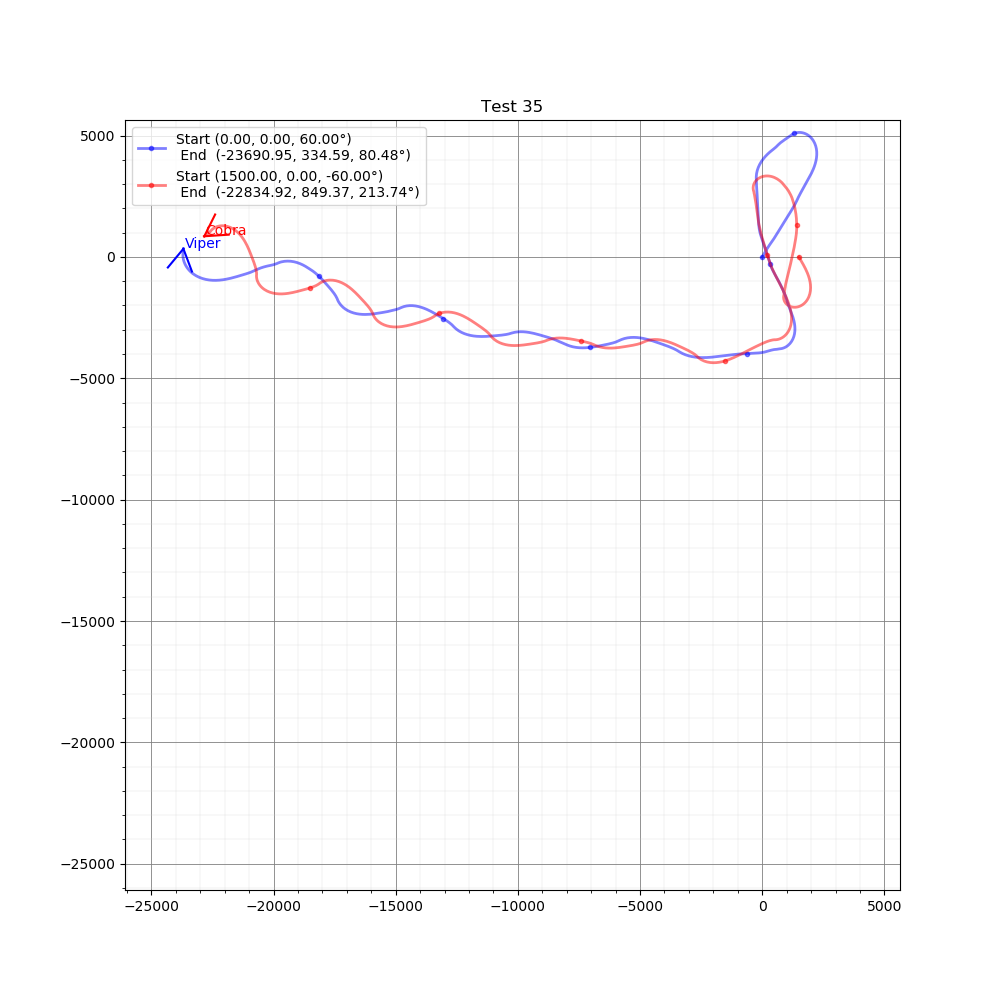 Test 35
Start (0.00, 0.00, 60.00°)
End (-23690.95, 334.59, 80.48°)
Start (1500.00, 0.00, -60.00°)
End (-22834.92, 849.37, 213.74°)
Cobra
Viper
5000
0
−5000
−10000
−15000
−20000
−25000
−25000
−20000
−15000
−10000
−5000
0
5000